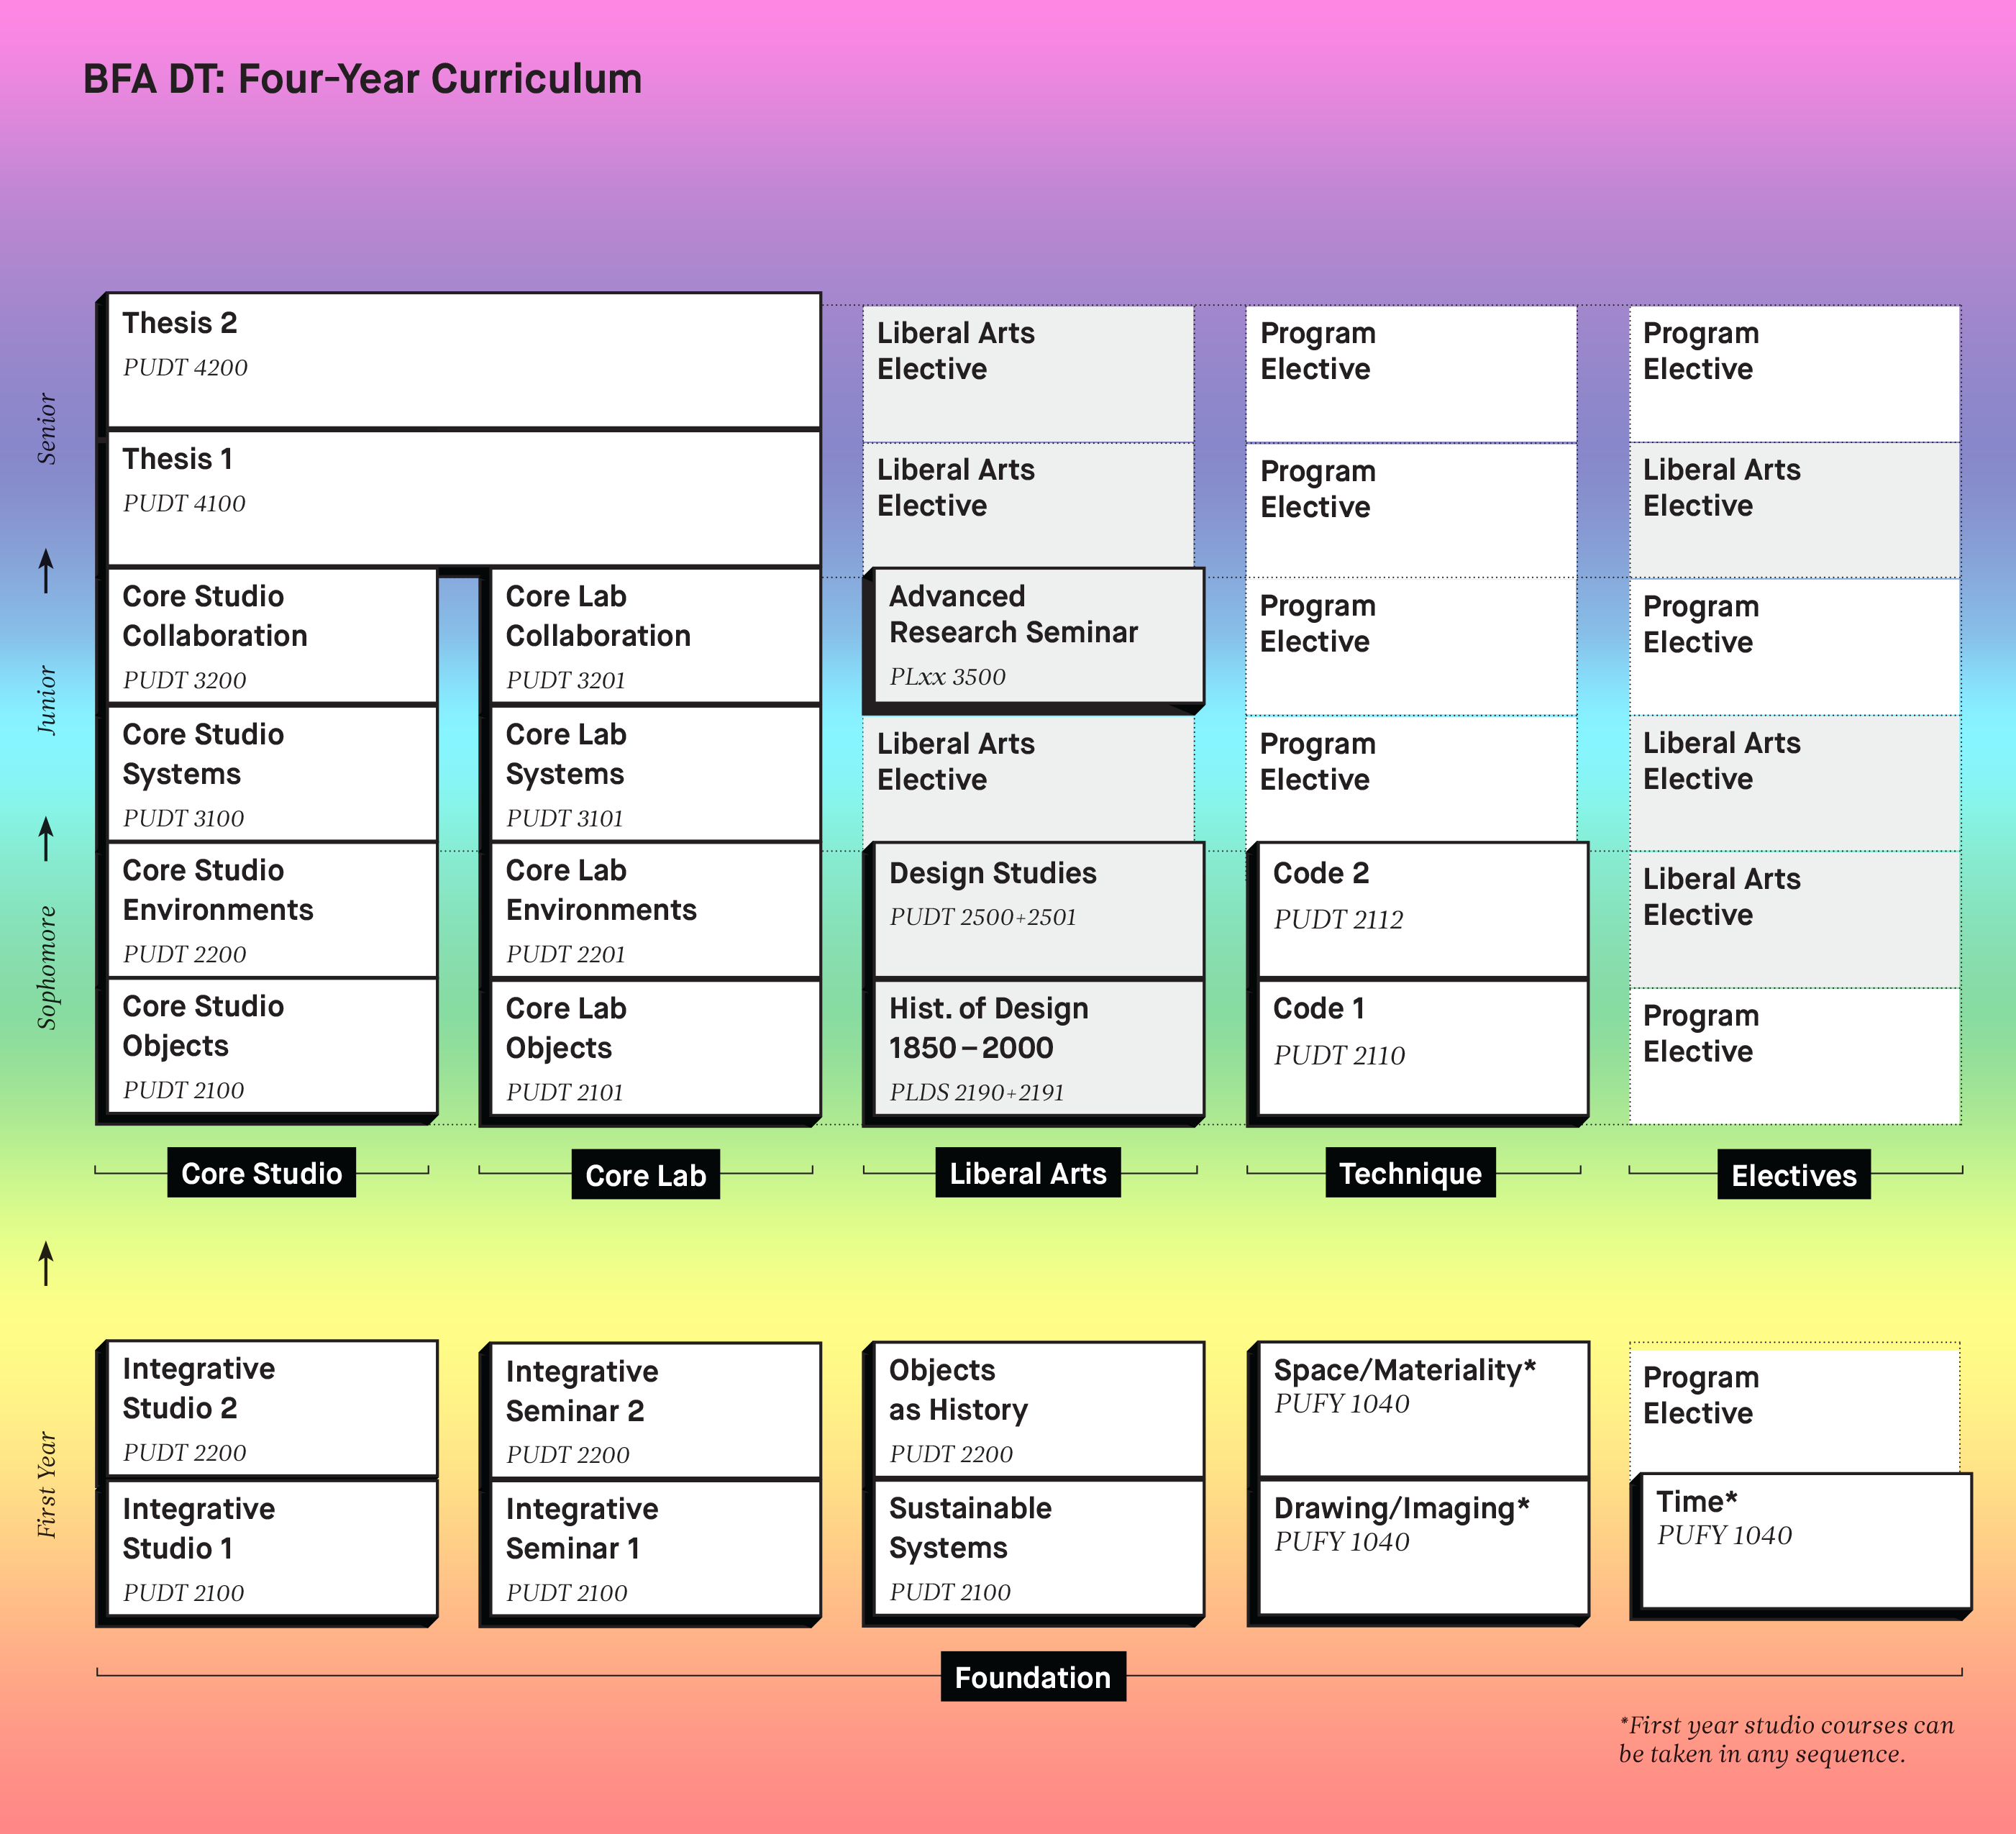 BFA DT: Four-Year Curriculum
Senior
Thesis 2
PUDT 4200
Liberal Arts
Elective
Program
Elective
Program
Elective
Thesis 1
PUDT 4100
Liberal Arts
Elective
Program
Elective
Liberal Arts
Elective
Junior
Core Studio
Collaboration
PUDT 3200
Core Lab
Collaboration
PUDT 3201
Advanced
Research Seminar
PLxx 3500
Program
Elective
Program
Elective
Core Studio
Systems
PUDT 3100
Core Lab
Systems
PUDT 3101
Liberal Arts
Elective
Program
Elective
Liberal Arts
Elective
Sophomore
Core Studio
Environments
PUDT 2200
Core Lab
Environments
PUDT 2201
Design Studies
PUDT 2500+2501
Code 2
PUDT 2112
Liberal Arts
Elective
Core Studio
Objects
PUDT 2100
Core Lab
Objects
PUDT 2101
Hist. of Design
1850 – 2000
PLDS 2190+2191
Code 1
PUDT 2110
Program
Elective
Core Studio
Core Lab
Liberal Arts
Technique
Electives
First Year
Integrative
Studio 2
PUDT 2200
Integrative
Seminar 2
PUDT 2200
Objects
as History
PUDT 2200
Space/Materiality*
PUFY 1040
Program
Elective
Integrative
Studio 1
PUDT 2100
Integrative
Seminar 1
PUDT 2100
Sustainable
Systems
PUDT 2100
Drawing/Imaging*
PUFY 1040
Time*
PUFY 1040
Foundation
*First year studio courses can
be taken in any sequence.